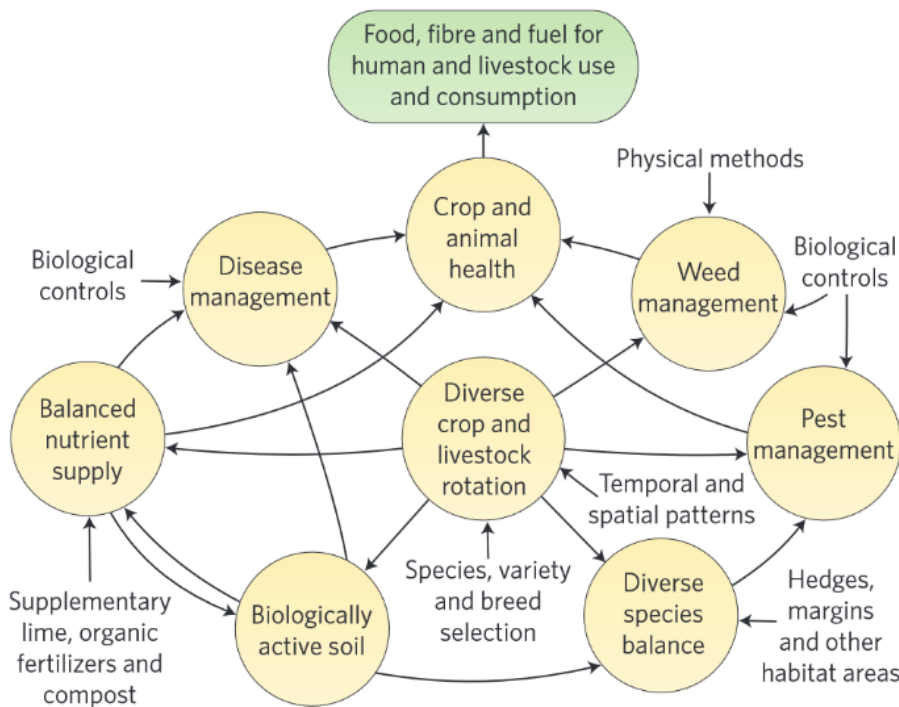 Food, fibre and fuel for
human and livestock use
and consumption
Physical methods
Crop and
animal
health
Biological
controls
Disease
management
Weed
management
Biological
controls
Balanced
nutrient
supply
Diverse
crop and
livestock
rotation
Pest
management
Temporal and
spatial patterns
Supplementary
lime, organic
fertilizers and
compost
Biologically
active soil
Species, variety
and breed
selection
Diverse
species
balance
Hedges,
margins
and other
habitat areas